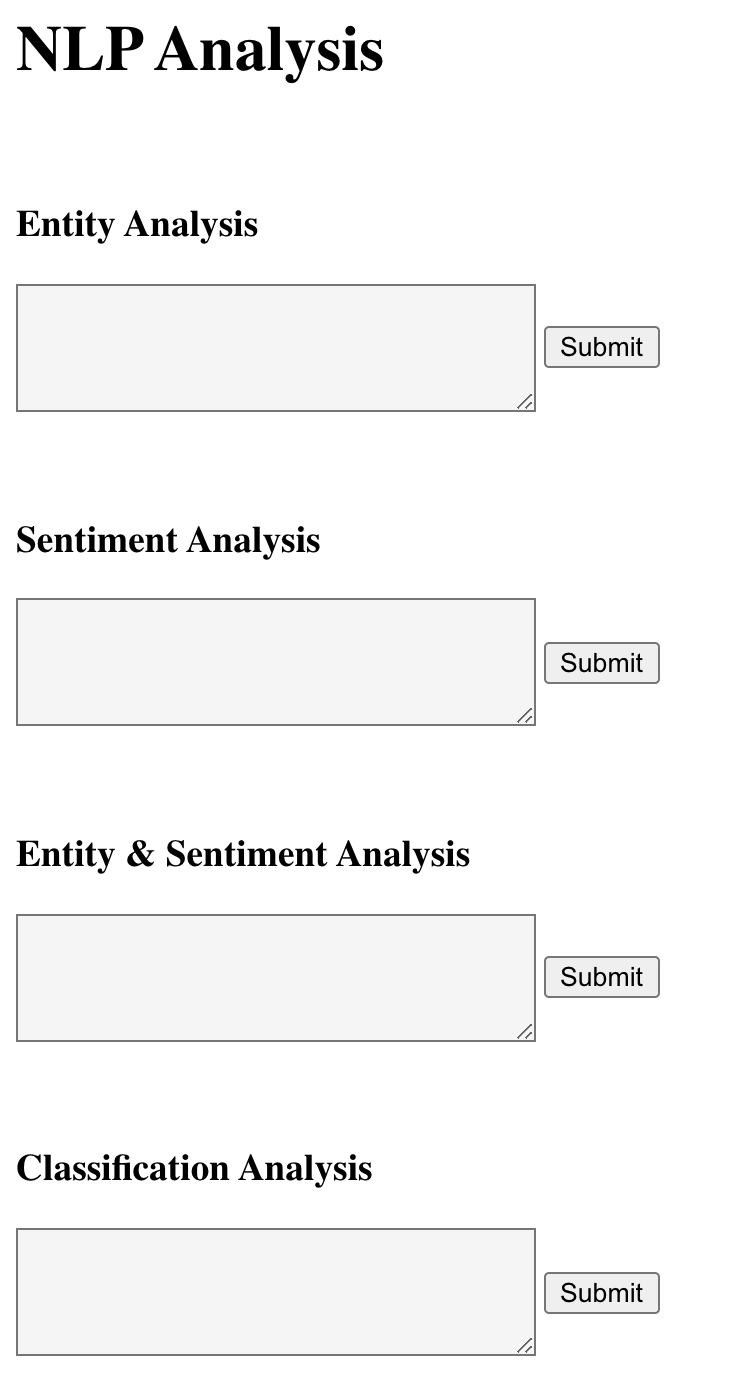 NLP Analysis
Entity Analysis
Submit
Sentiment Analysis
Submit
Entity & Sentiment Analysis
Submit
Classification Analysis
Submit